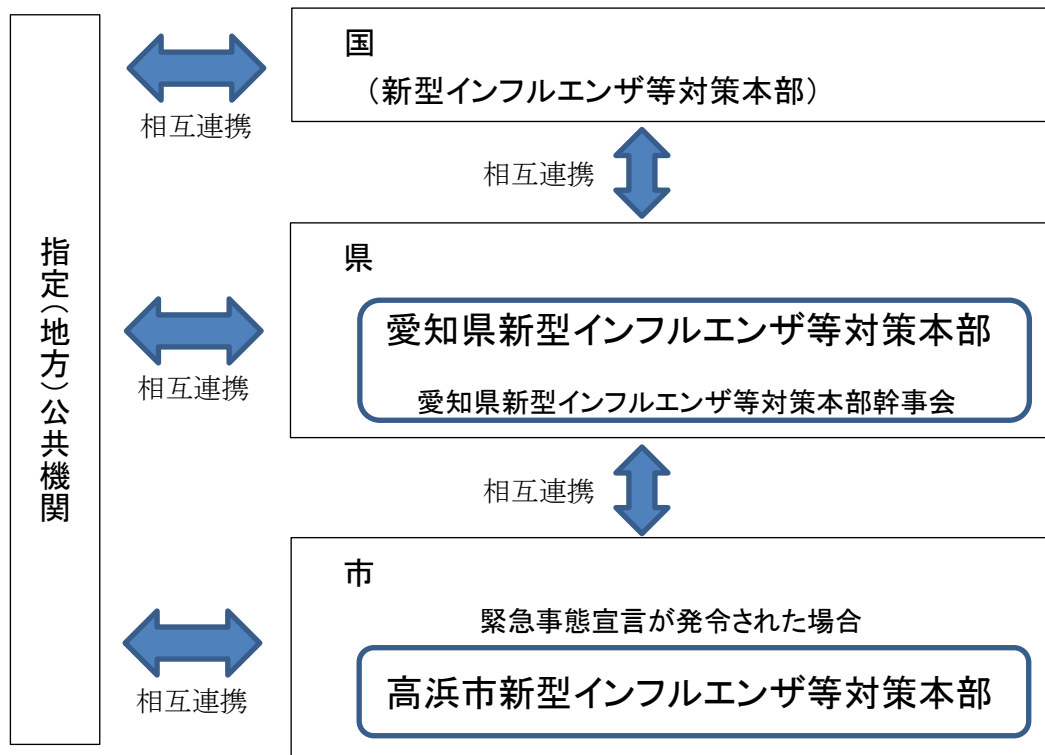 指定(地方)公共機関
相互連携
国
(新型インフルエンザ等対策本部)
相互連携
相互連携
県
愛知県新型インフルエンザ等対策本部
愛知県新型インフルエンザ等対策本部幹事会
相互連携
相互連携
市
緊急事態宣言が発令された場合
高浜市新型インフルエンザ等対策本部